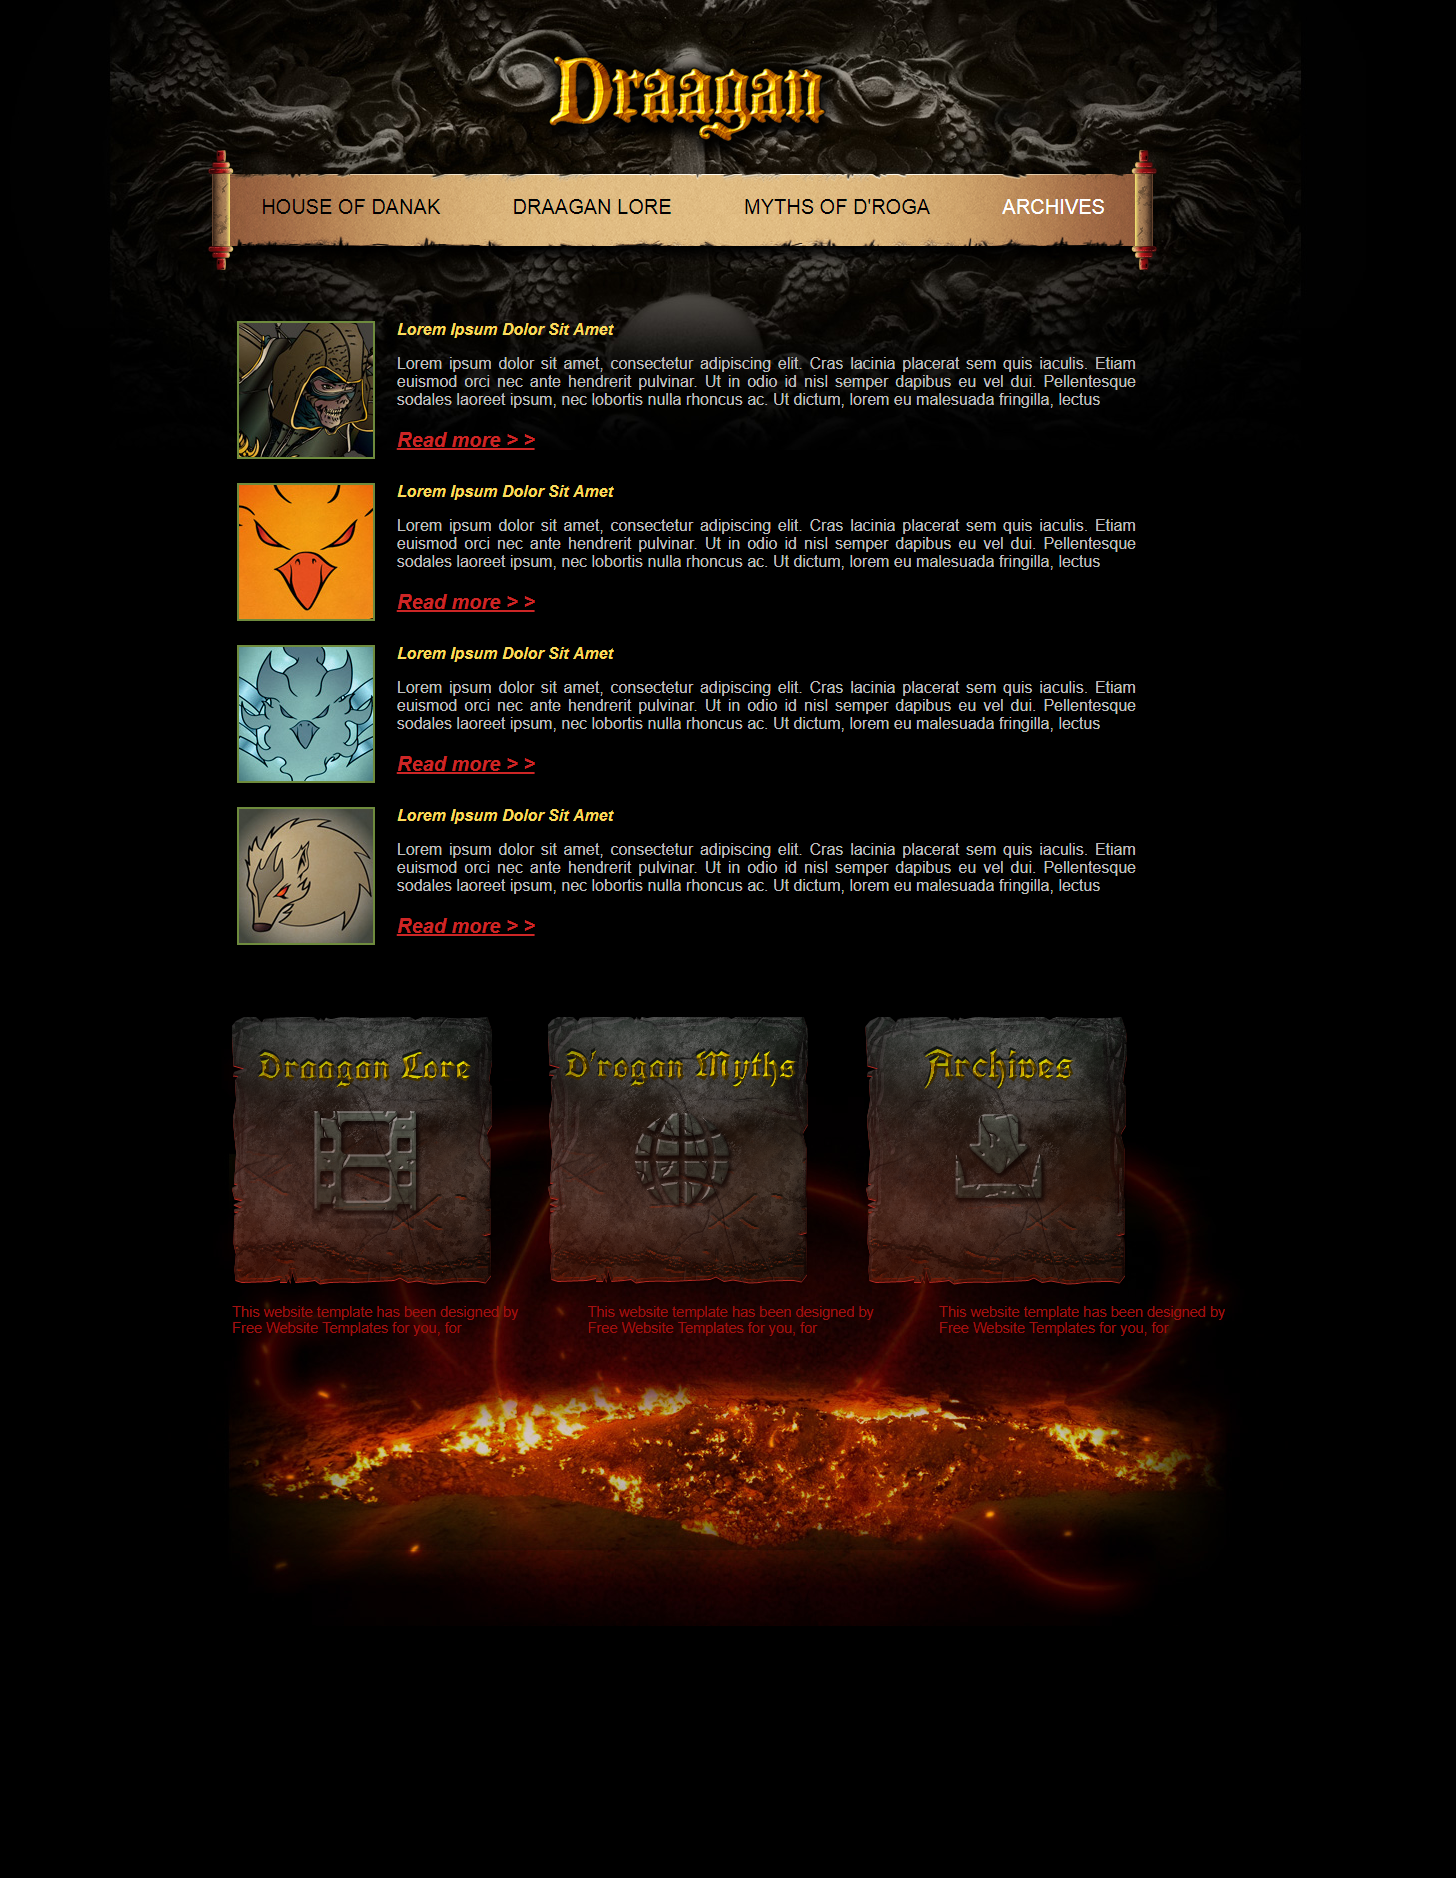 Draagan
HOUSE OF DANAK DRAAGAN LORE MYTHS OF D'ROGA ARCHIVES
Lorem Ipsum Dolor Sit Amet
Lorem ipsum dolor sit amet, consectetur adipiscing elit. Cras lacinia placerat sem quis iaculis. Etiam
euismod orci nec ante hendrerit pulvinar. Ut in odio id nisl semper dapibus eu vel dui. Pellentesque
sodales laoreet ipsum, nec lobortis nulla rhoncus ac. Ut dictum, lorem eu malesuada fringilla, lectus
Read more > >
Lorem Ipsum Dolor Sit Amet
Lorem ipsum dolor sit amet, consectetur adipiscing elit. Cras lacinia placerat sem quis iaculis. Etiam
euismod orci nec ante hendrerit pulvinar. Ut in odio id nisl semper dapibus eu vel dui. Pellentesque
sodales laoreet ipsum, nec lobortis nulla rhoncus ac. Ut dictum, lorem eu malesuada fringilla, lectus
Read more > >
Lorem Ipsum Dolor Sit Amet
Lorem ipsum dolor sit amet, consectetur adipiscing elit. Cras lacinia placerat sem quis iaculis. Etiam
euismod orci nec ante hendrerit pulvinar. Ut in odio id nisl semper dapibus eu vel dui. Pellentesque
sodales laoreet ipsum, nec lobortis nulla rhoncus ac. Ut dictum, lorem eu malesuada fringilla, lectus
Read more > >
Lorem Ipsum Dolor Sit Amet
Lorem ipsum dolor sit amet, consectetur adipiscing elit. Cras lacinia placerat sem quis iaculis. Etiam
euismod orci nec ante hendrerit pulvinar. Ut in odio id nisl semper dapibus eu vel dui. Pellentesque
sodales laoreet ipsum, nec lobortis nulla rhoncus ac. Ut dictum, lorem eu malesuada fringilla, lectus
Read more > >
Draagan Lore
D'rogan Myths
Archives
This website template has been designed by
Free Website Templates for you, for
This website template has been designed by
Free Website Templates for you, for
This website template has been designed by
Free Website Templates for you, for